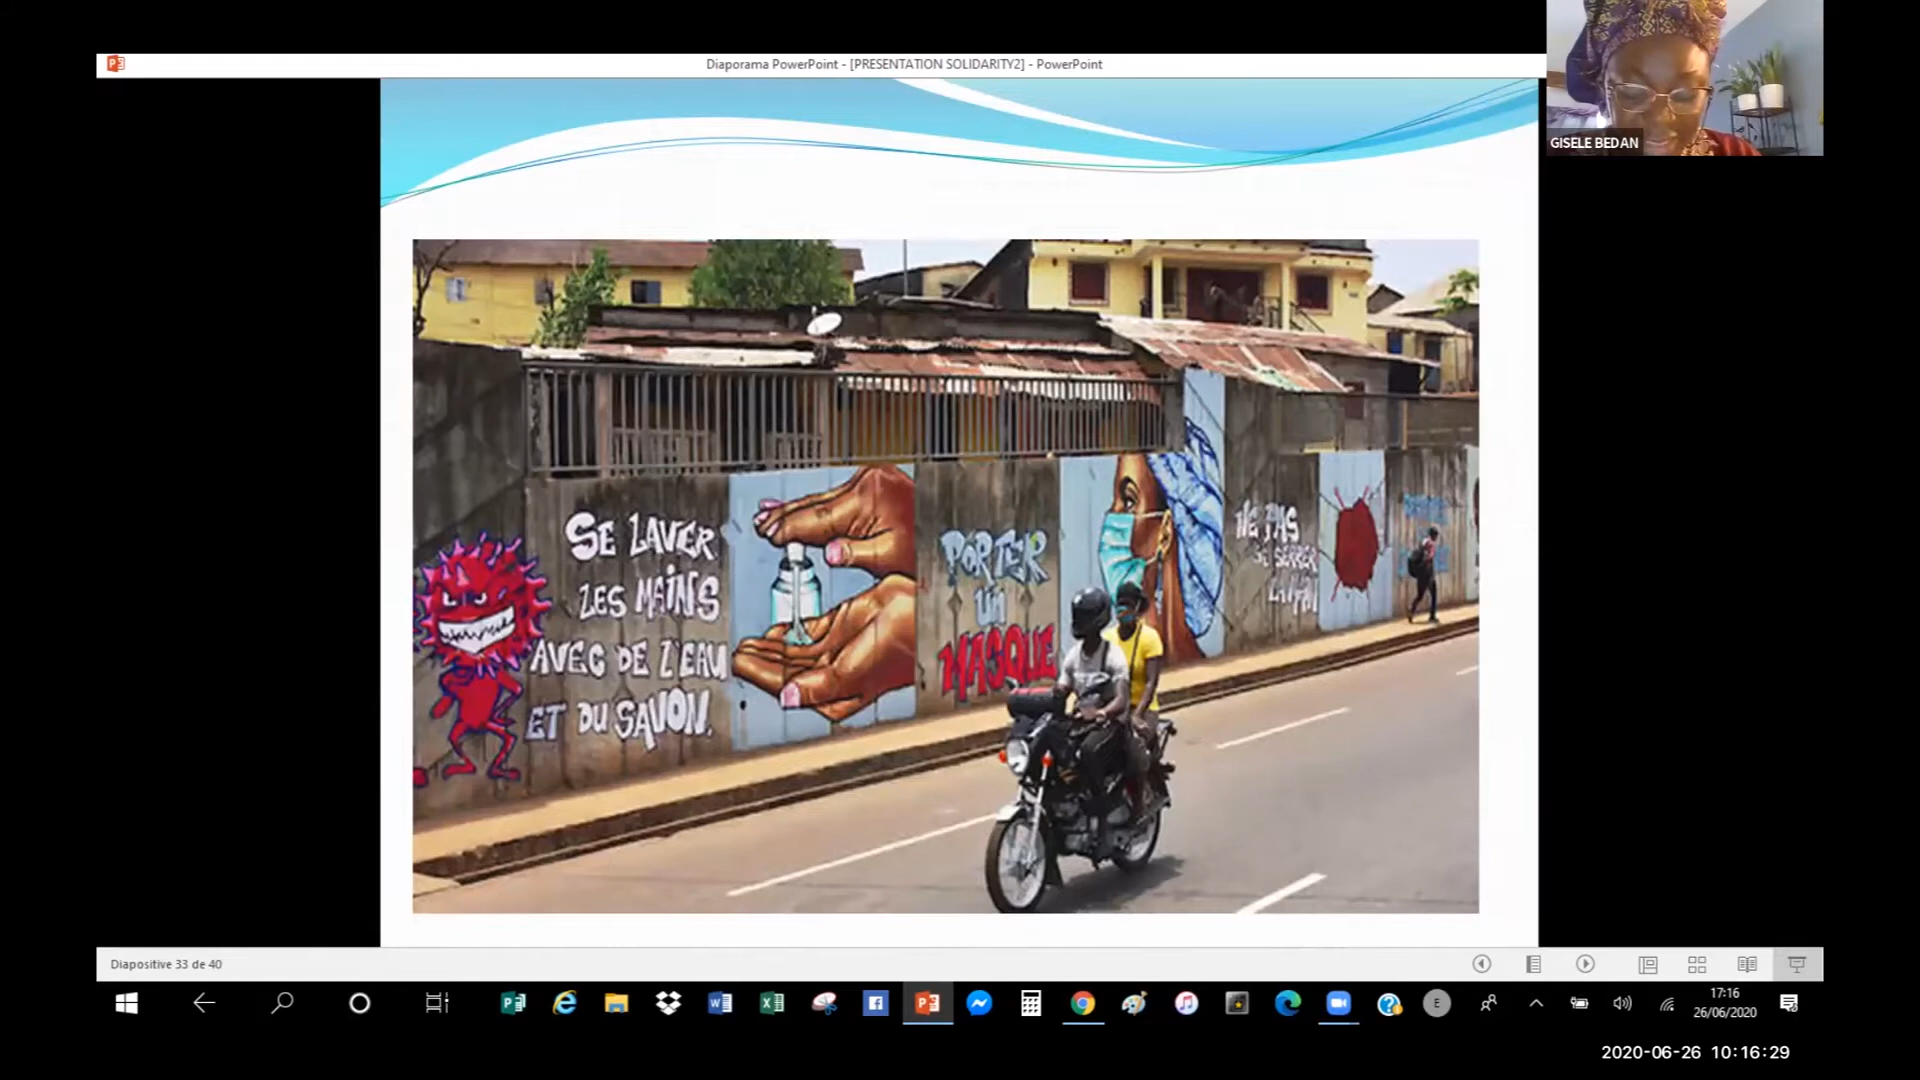 Diaporama PowerPoint - [PRESENTATION SOLIDARITY2] - PowerPoint
GISELE BEDAN
SE LAVER
LES MAINS
AVEC DE L'EAU
ET DU SAVON.
PORTER
UN
MASQUE
NE PAS
SE SERRER
LA MAIN
Diapositive 33 de 40
17:16
26/06/2020
2020-06-26 10:16:29